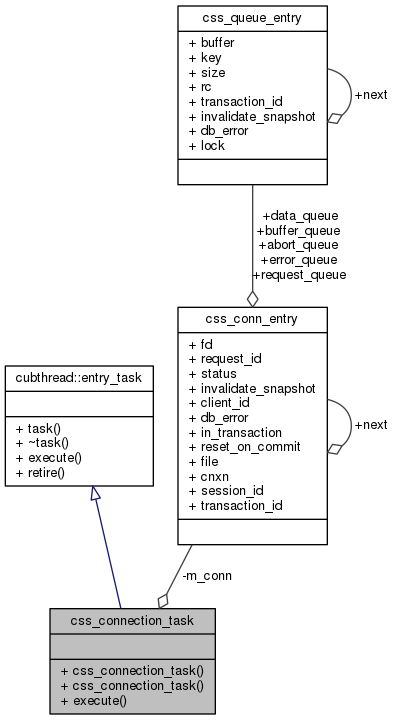 css_queue_entry
+ buffer
+ key
+ size
+ rc
+ transaction_id
+ invalidate_snapshot
+ db_error
+ lock
+next
+data_queue
+buffer_queue
+abort_queue
+error_queue
+request_queue
css_conn_entry
+ fd
+ request_id
+ status
+ invalidate_snapshot
+ client_id
+ db_error
+ in_transaction
+ reset_on_commit
+ file
+ cnxn
+ session_id
+ transaction_id
+next
cubthread::entry_task
+ task()
+ ~task()
+ execute()
+ retire()
-m_conn
css_connection_task
+ css_connection_task()
+ css_connection_task()
+ execute()